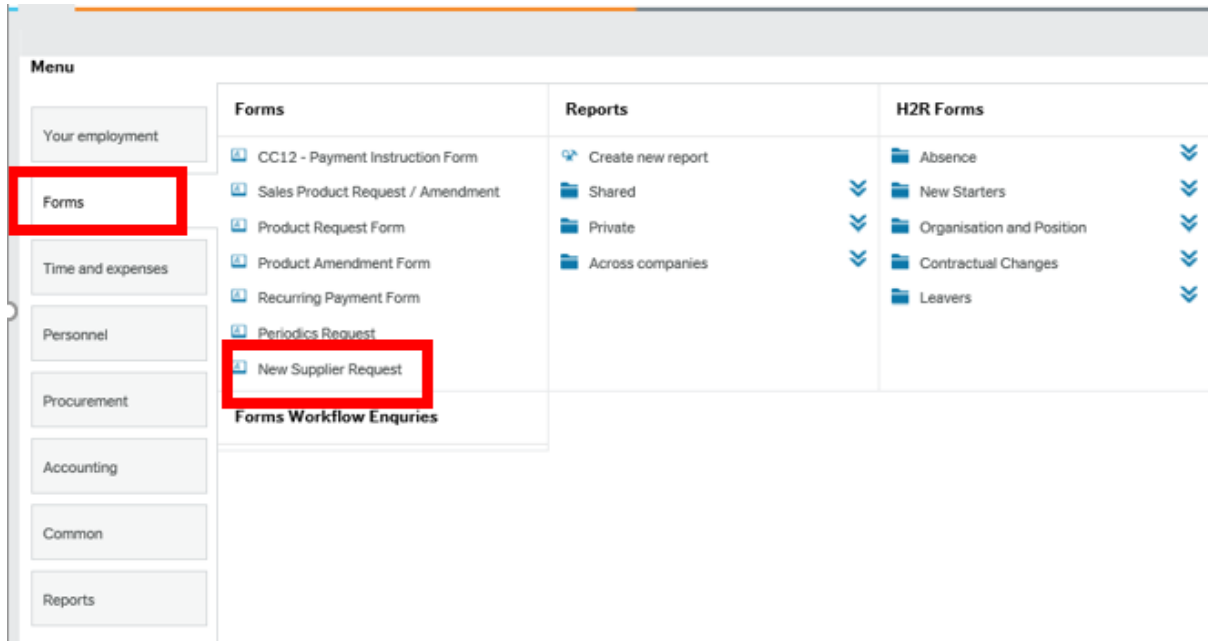 Menu
Your employment
Forms
Time and expenses
Personnel
Procurement
Accounting
Common
Reports
Forms
CC12 - Payment Instruction Form
Sales Product Request / Amendment
Product Request Form
Product Amendment Form
Recurring Payment Form
Periodics Request
New Supplier Request
Forms Workflow Enquries
Reports
Create new report
Shared
Private
Across companies
H2R Forms
Absence
New Starters
Organisation and Position
Contractual Changes
Leavers